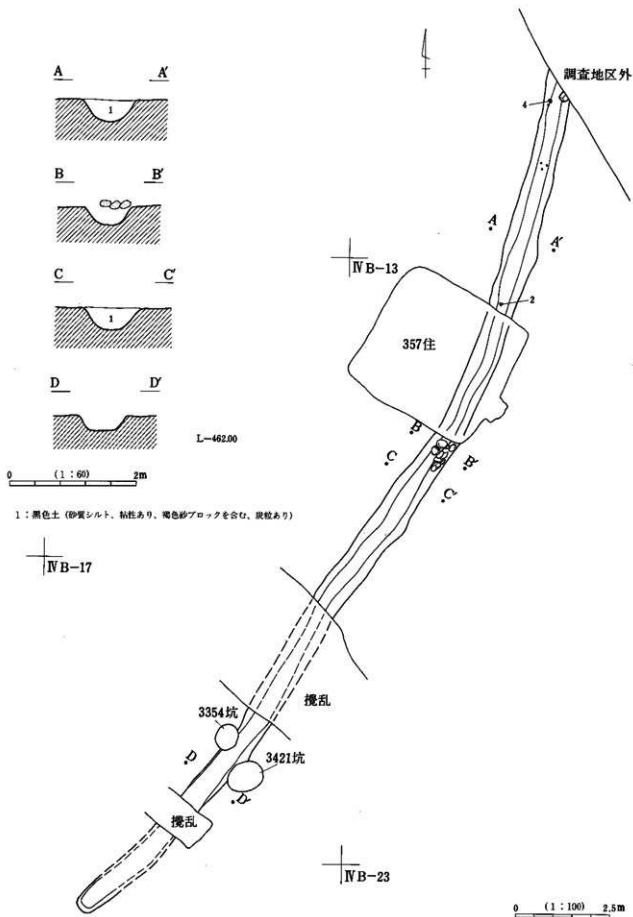 A A′
1
B B′
C C′
1
D D′
L-462.00
0 (1:60) 2m
1:黒色土(砂質シルト、粘性あり、褐色砂ブロックを含む、炭粒あり)
調査地区外
4
A
A′
ⅣB-13
2
357住
B
B′
C
C′
ⅣB-17
攪乱
3354坑
3421坑
D
D′
攪乱
ⅣB-23
0 (1:100) 2.5m